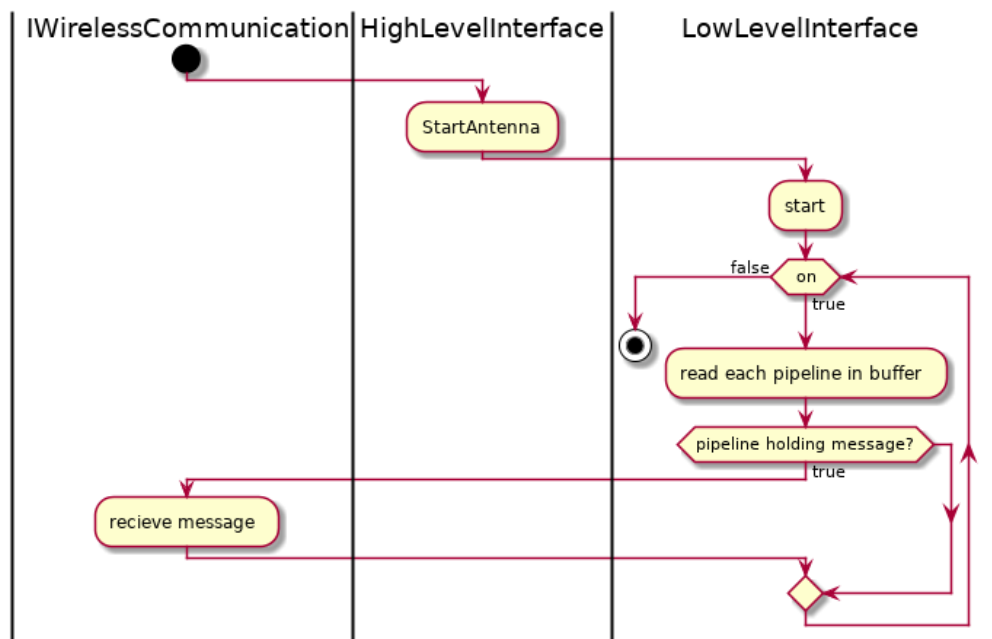 IWirelessCommunication
HighLevelInterface
LowLevelInterface
StartAntenna
start
false
on
true
read each pipeline in buffer
pipeline holding message?
true
recieve message